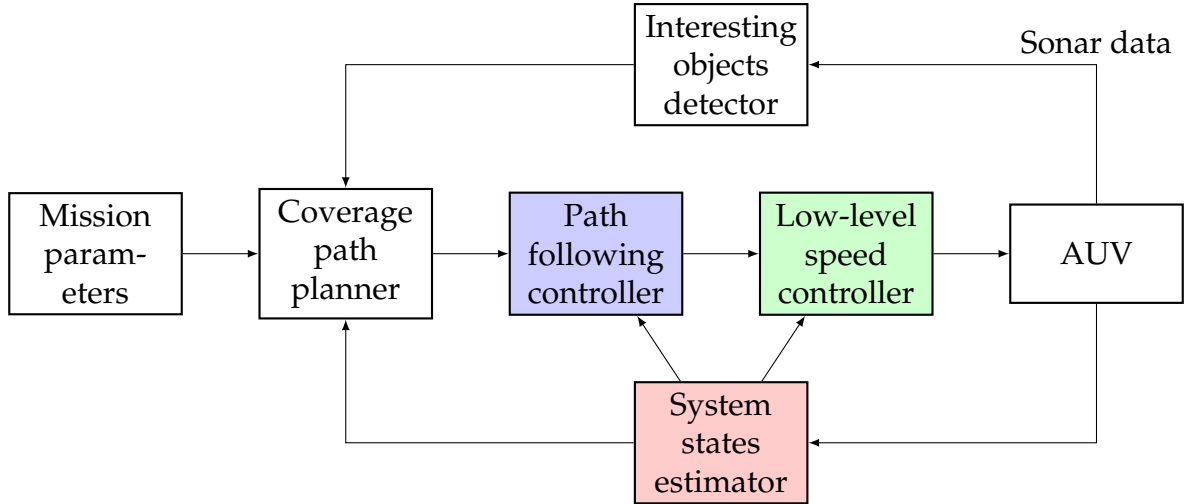 Interesting
objects
detector
Sonar data
Mission
param-
eters
Coverage
path
planner
Path
following
controller
Low-level
speed
controller
AUV
System
states
estimator